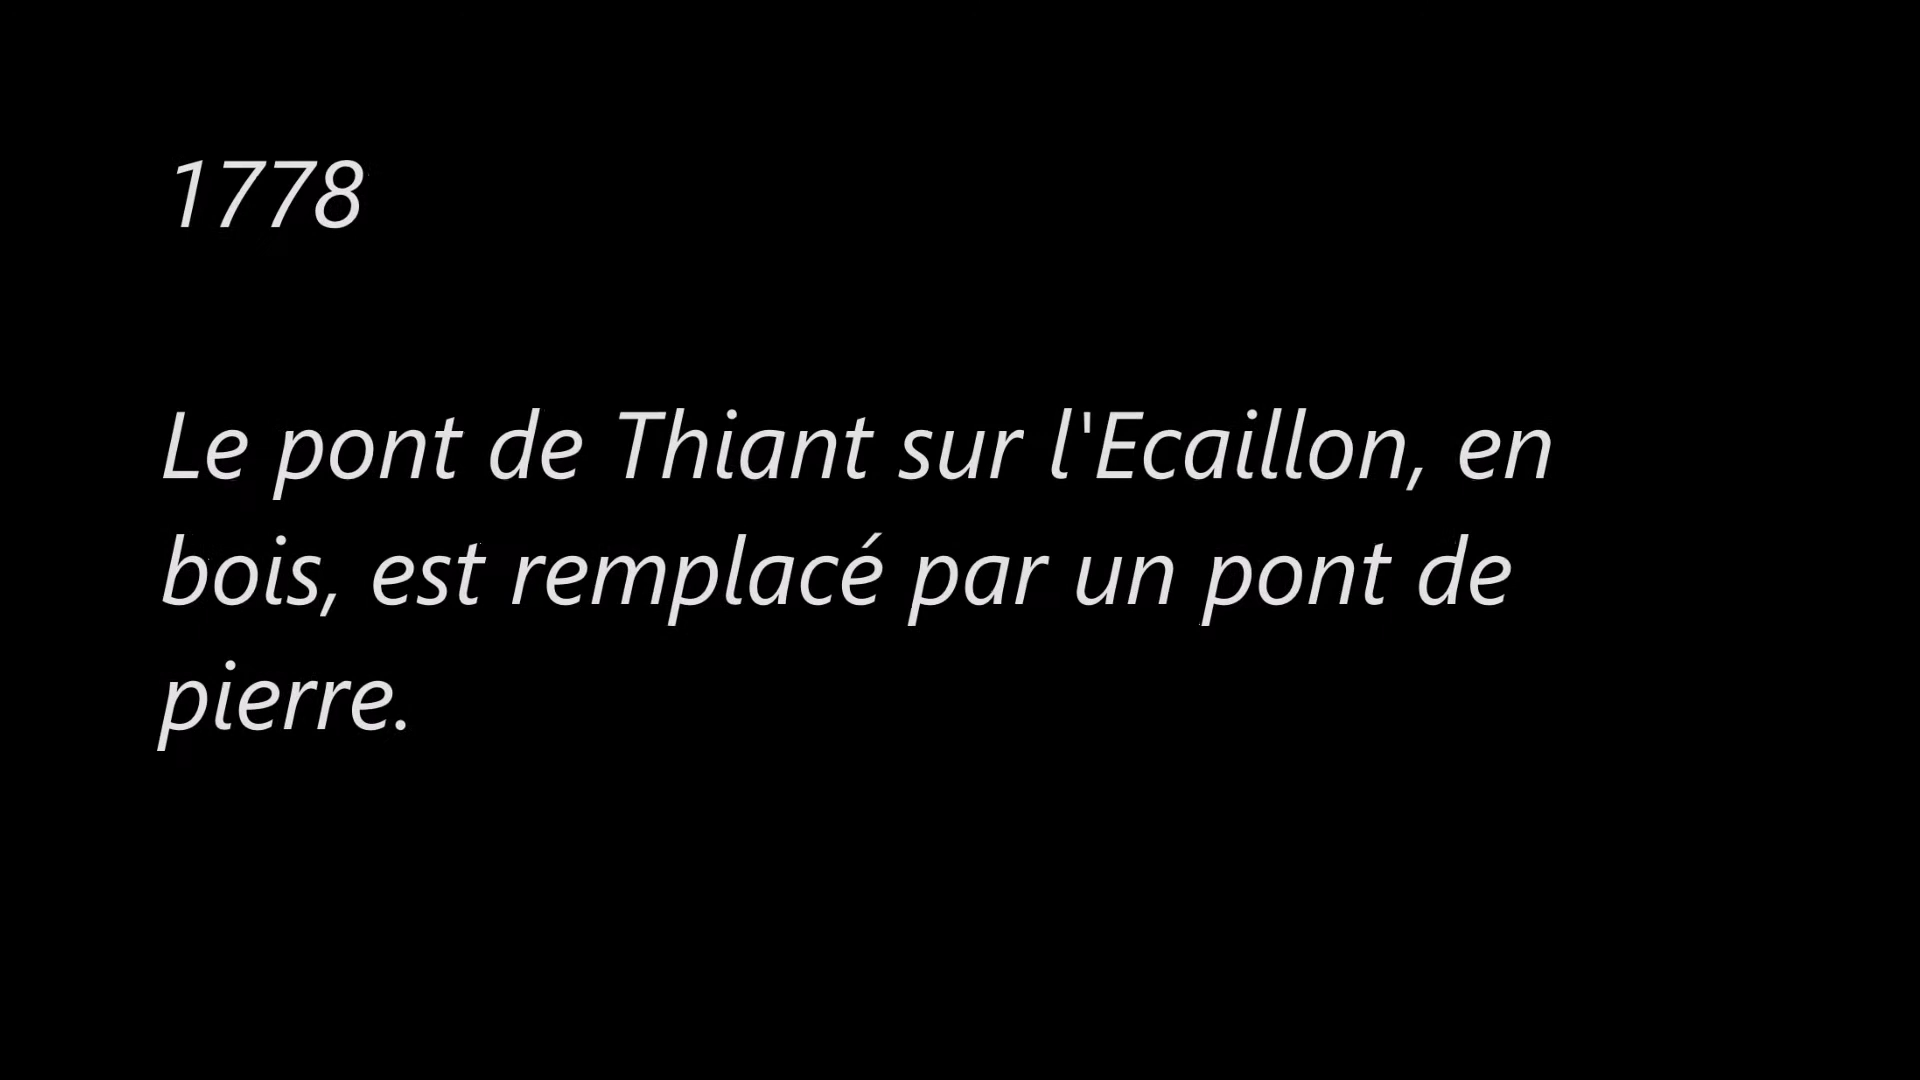 1778
Le pont de Thiant sur l'Ecaillon, en
bois, est remplacé par un pont de
pierre.